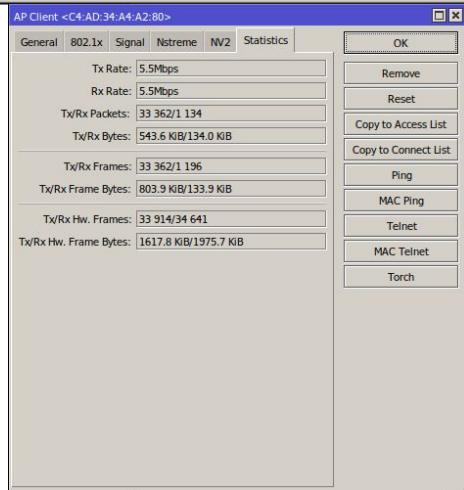 AP Client <C4:AD:34:A4:A2:80>
General 802.1x Signal Nstreme NV2 Statistics
Tx Rate: 5.5Mbps
Rx Rate: 5.5Mbps
Tx/Rx Packets: 33 362/1 134
Tx/Rx Bytes: 543.6 KiB/134.0 KiB
Tx/Rx Frames: 33 362/1 196
Tx/Rx Frame Bytes: 803.9 KiB/133.9 KiB
Tx/Rx Hw. Frames: 33 914/34 641
Tx/Rx Hw. Frame Bytes: 1617.8 KiB/1975.7 KiB
OK
Remove
Reset
Copy to Access List
Copy to Connect List
Ping
MAC Ping
Telnet
MAC Telnet
Torch